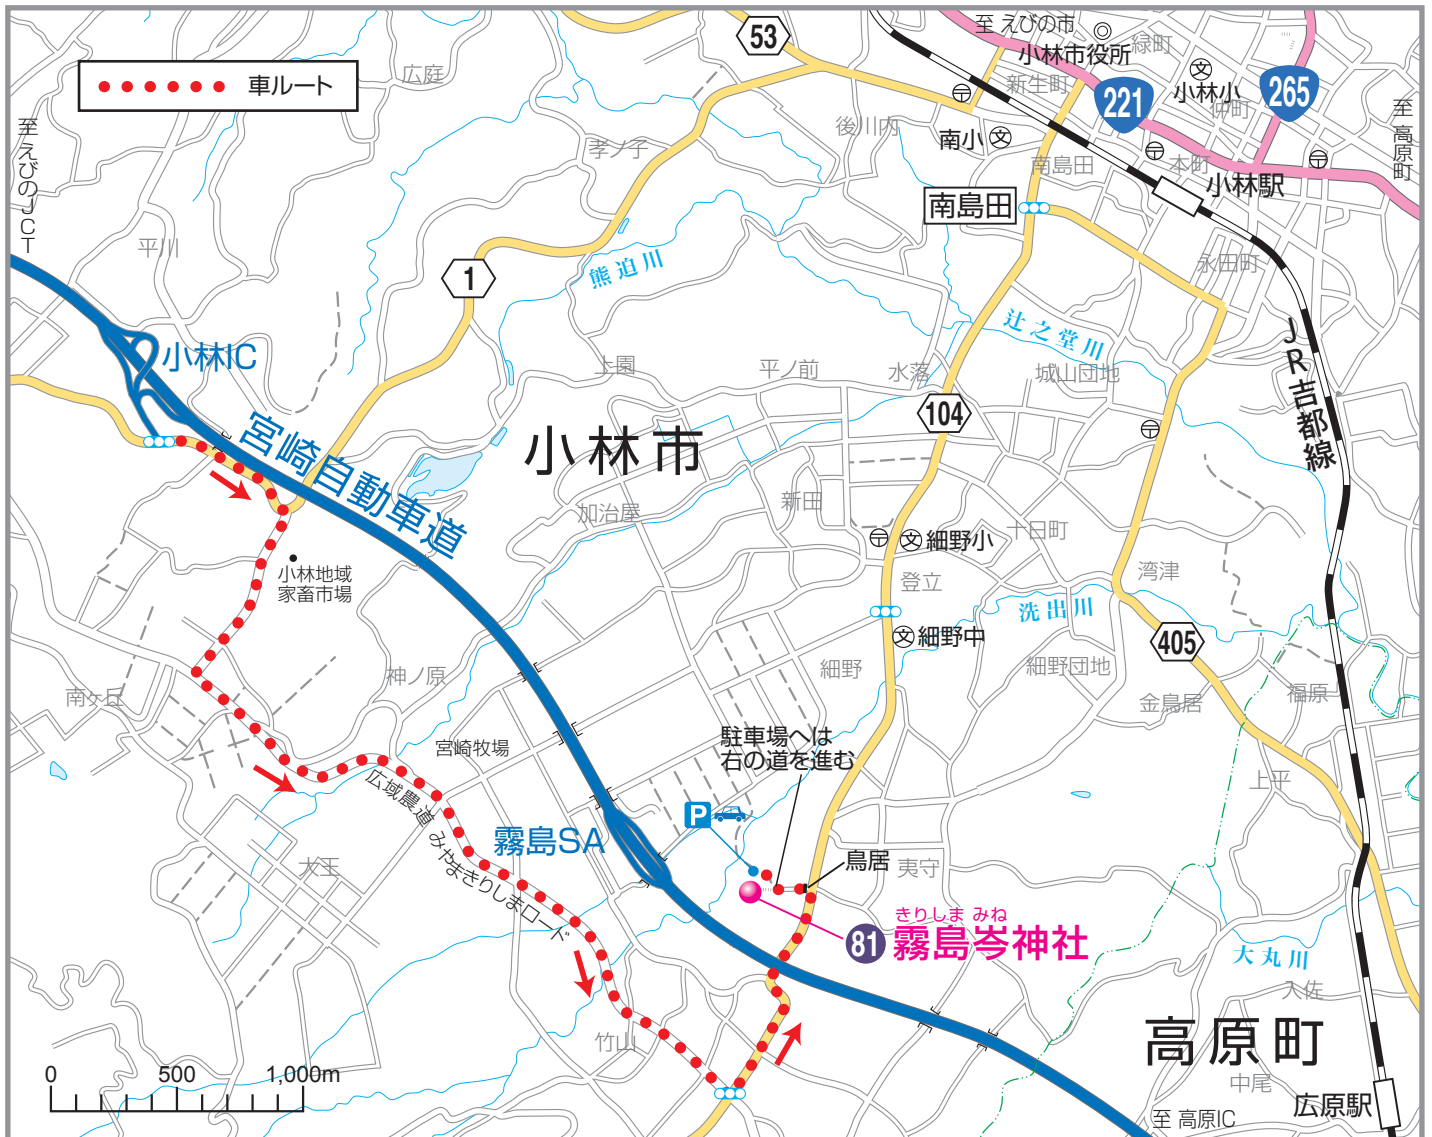 車ルート
53
至 えびの市
小林市役所
緑町
新生町
小林小
仲町
221
265
至 高原町
至 えびのJCT
広庭
孝ノ子
後川内
南小
南島田
本町
小林駅
南島田
平川
熊迫川
永田町
1
辻之堂川
JR吉都線
小林IC
上園
平ノ前
水落
城山団地
104
宮崎自動車道
小林市
加治屋
新田
細野小
十日町
小林地域
家畜市場
登立
湾津
洗出川
細野中
405
神ノ原
細野
細野団地
南ヶ丘
金鳥居
福原
宮崎牧場
駐車場へは
右の道を進む
上平
広域農道 みやまきりしまロード
P
霧島SA
大王
鳥居
夷守
きりしま みね
81 霧島岑神社
大丸川
入佐
竹山
高原町
中尾
0 500 1,000m
広原駅
至 高原IC
文
文
文
文
P